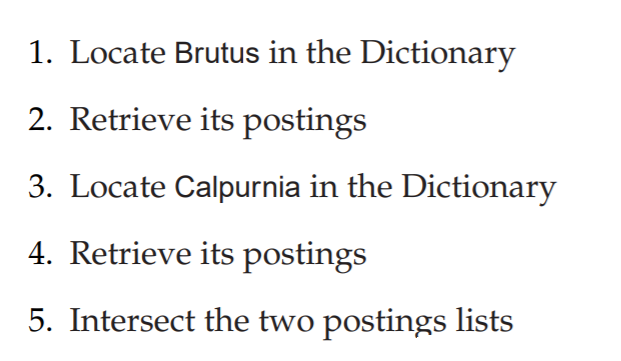 1. Locate Brutus in the Dictionary
2. Retrieve its postings
3. Locate Calpurnia in the Dictionary
4. Retrieve its postings
5. Intersect the two postings lists